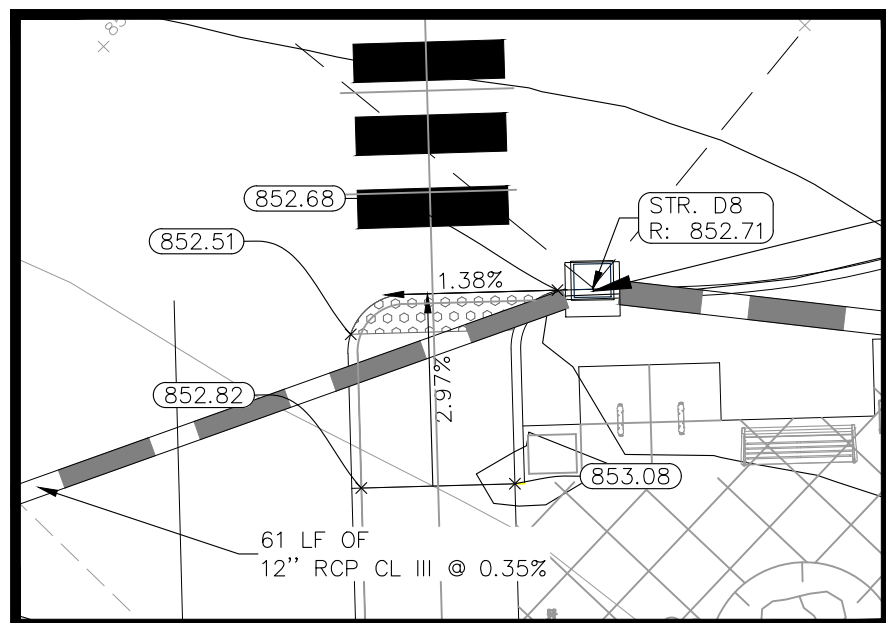 85
852.68
STR. D8
R: 852.71
852.51
1.38%
2.97%
852.82
853.08
61 LF OF
12’’ RCP CL III @ 0.35%